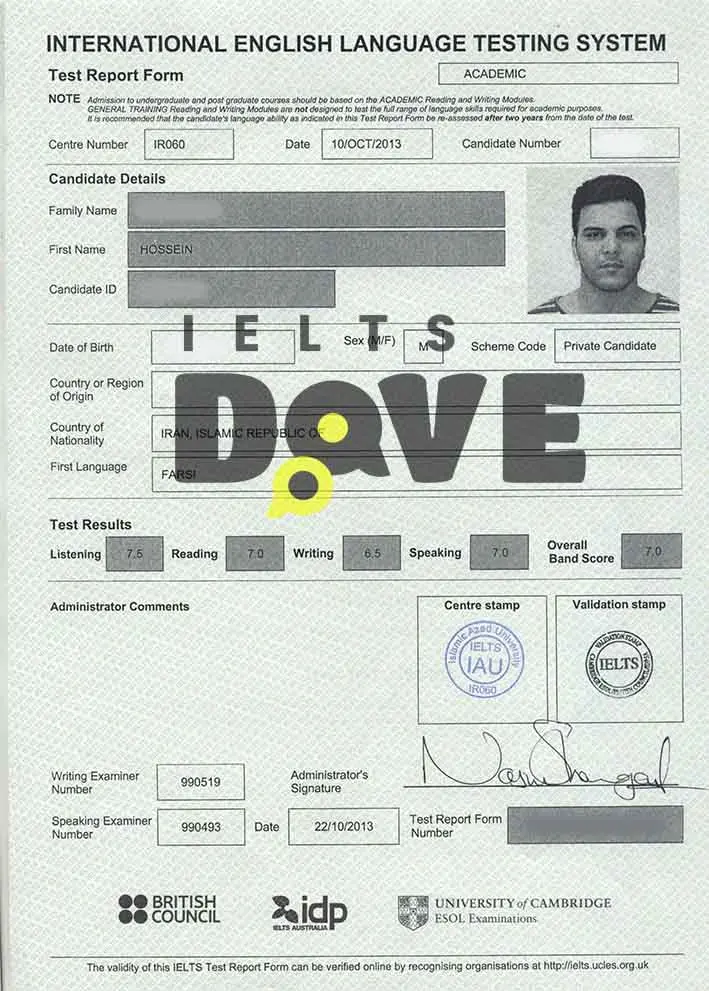 INTERNATIONAL ENGLISH LANGUAGE TESTING SYSTEM
Test Report Form ACADEMIC
NOTE Admission to undergraduate and post graduate courses should be based on the ACADEMIC Reading and Writing Modules.
GENERAL TRAINING Reading and Writing Modules are not designed to test the full range of language skills required for academic purposes.
It is recommended that the candidate's language ability as indicated in this Test Report Form be re-assessed after two years from the date of the test.
Centre Number IR060 Date 10/OCT/2013 Candidate Number
Candidate Details
Family Name
First Name HOSSEIN
Candidate ID
IELTS
Date of Birth Sex (M/F) M Scheme Code Private Candidate
Country or Region
of Origin
DOVE
Country of
Nationality IRAN, ISLAMIC REPUBLIC OF
First Language FARSI
Test Results
Listening 7.5 Reading 7.0 Writing 6.5 Speaking 7.0 Overall
Band Score 7.0
Administrator Comments Centre stamp Validation stamp
Islamic Azad University
IELTS
IAU
IR060
VALIDATION STAMP
IELTS
Writing Examiner
Number 990519 Administrator's
Signature
Speaking Examiner
Number 990493 Date 22/10/2013 Test Report Form
Number
BRITISH
COUNCIL
idp
IELTS AUSTRALIA
UNIVERSITY of CAMBRIDGE
ESOL Examinations
The validity of this IELTS Test Report Form can be verified online by recognising organisations at http://ielts.ucles.org.uk